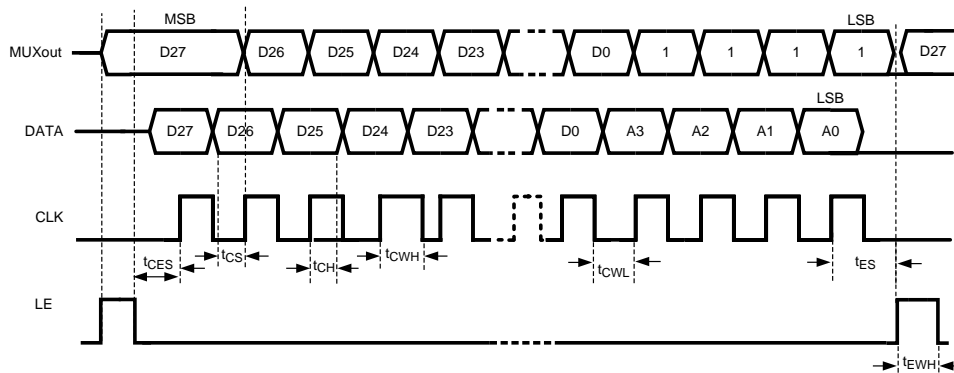 MSB LSB
MUXout D27 D26 D25 D24 D23 D0 1 1 1 1 D27
LSB
DATA D27 D26 D25 D24 D23 D0 A3 A2 A1 A0
CLK
tCES tCS tCH tCWH tCWL tES
LE
tEWH